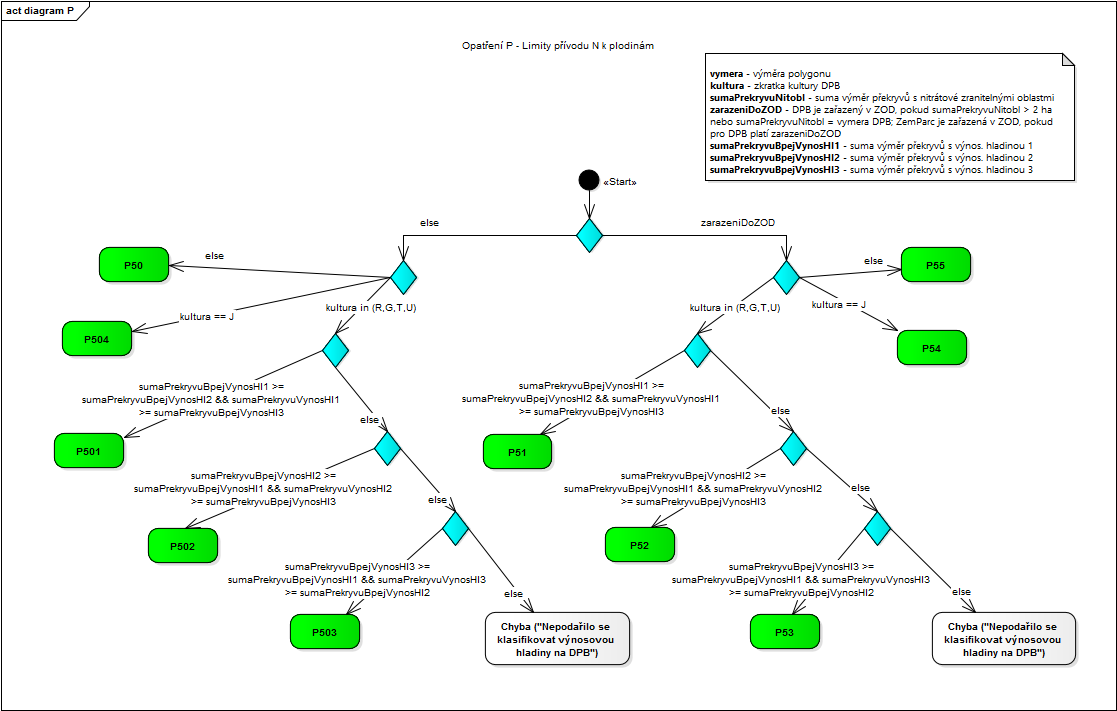 act diagram P
Opatření P - Limity přívodu N k plodinám
vymera - výměra polygonu
kultura - zkratka kultury DPB
sumaPrekryvuNitobl - suma výměr překryvů s nitrátové zranitelnými oblastmi
zarazeniDoZOD - DPB je zařazený v ZOD, pokud sumaPrekryvuNitobl > 2 ha
nebo sumaPrekryvuNitobl = vymera DPB; ZemParc je zařazená v ZOD, pokud
pro DPB platí zarazeniDoZOD
sumaPrekryvuBpejVynosHl1 - suma výměr překryvů s výnos. hladinou 1
sumaPrekryvuBpejVynosHl2 - suma výměr překryvů s výnos. hladinou 2
sumaPrekryvuBpejVynosHl3 - suma výměr překryvů s výnos. hladinou 3
«Start»
else
zarazeniDoZOD
P50
else
else
P55
kultura == J
kultura in (R,G,T,U)
kultura in (R,G,T,U)
kultura == J
P504
P54
sumaPrekryvuBpejVynosHl1 >=
sumaPrekryvuBpejVynosHl2 && sumaPrekryvuVynosHl1
>= sumaPrekryvuBpejVynosHl3
sumaPrekryvuBpejVynosHl1 >=
sumaPrekryvuBpejVynosHl2 && sumaPrekryvuVynosHl1
>= sumaPrekryvuBpejVynosHl3
else
else
P501
P51
sumaPrekryvuBpejVynosHl2 >=
sumaPrekryvuBpejVynosHl1 && sumaPrekryvuVynosHl2
>= sumaPrekryvuBpejVynosHl3
sumaPrekryvuBpejVynosHl2 >=
sumaPrekryvuBpejVynosHl1 && sumaPrekryvuVynosHl2
>= sumaPrekryvuBpejVynosHl3
else
else
P502
P52
sumaPrekryvuBpejVynosHl3 >=
sumaPrekryvuBpejVynosHl1 && sumaPrekryvuVynosHl3
>= sumaPrekryvuBpejVynosHl2
sumaPrekryvuBpejVynosHl3 >=
sumaPrekryvuBpejVynosHl1 && sumaPrekryvuVynosHl3
>= sumaPrekryvuBpejVynosHl2
else
else
P503
Chyba ("Nepodařilo se
klasifikovat výnosovou
hladiny na DPB")
P53
Chyba ("Nepodařilo se
klasifikovat výnosovou
hladiny na DPB")